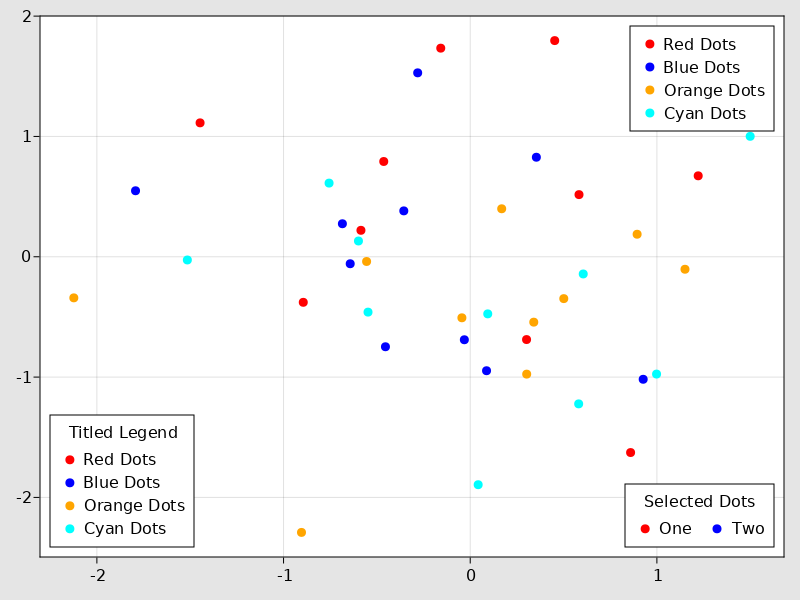 2
1
0
-1
-2
Red Dots
Blue Dots
Orange Dots
Cyan Dots
Titled Legend
Red Dots
Blue Dots
Orange Dots
Cyan Dots
Selected Dots
One Two
-2 -1 0 1